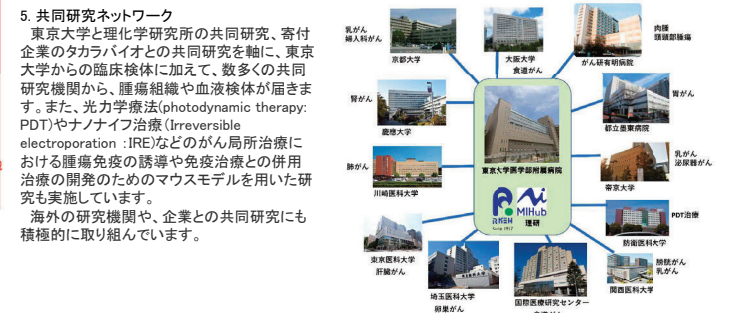 5. 共同研究ネットワーク
東京大学と理化学研究所の共同研究、寄付
企業のタカラバイオとの共同研究を軸に、東京
大学からの臨床検体に加えて、数多くの共同
研究機関から、腫瘍組織や血液検体が届きま
す。また、光力学療法(photodynamic therapy:
PDT)やナノナイフ治療(Irreversible
electroporation :IRE)などのがん局所治療に
おける腫瘍免疫の誘導や免疫治療との併用
治療の開発のためのマウスモデルを用いた研
究も実施しています。
海外の研究機関や、企業との共同研究にも
積極的に取り組んでいます。
乳がん
婦人科がん
京都大学
大阪大学
食道がん
がん研有明病院
肉腫
頭頸部腫瘍
腎がん
慶應大学
胃がん
都立墨東病院
東京大学医学部附属病院
肺がん
川崎医科大学
乳がん
泌尿器がん
帝京大学
RIKEN
Since 1917
MIHub
理研
PDT治療
防衛医科大学
東京医科大学
肝臓がん
埼玉医科大学
卵巣がん
国際医療研究センター
膀胱がん
乳がん
関西医科大学